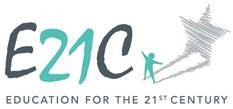 E21C
EDUCATION FOR THE 21ST CENTURY